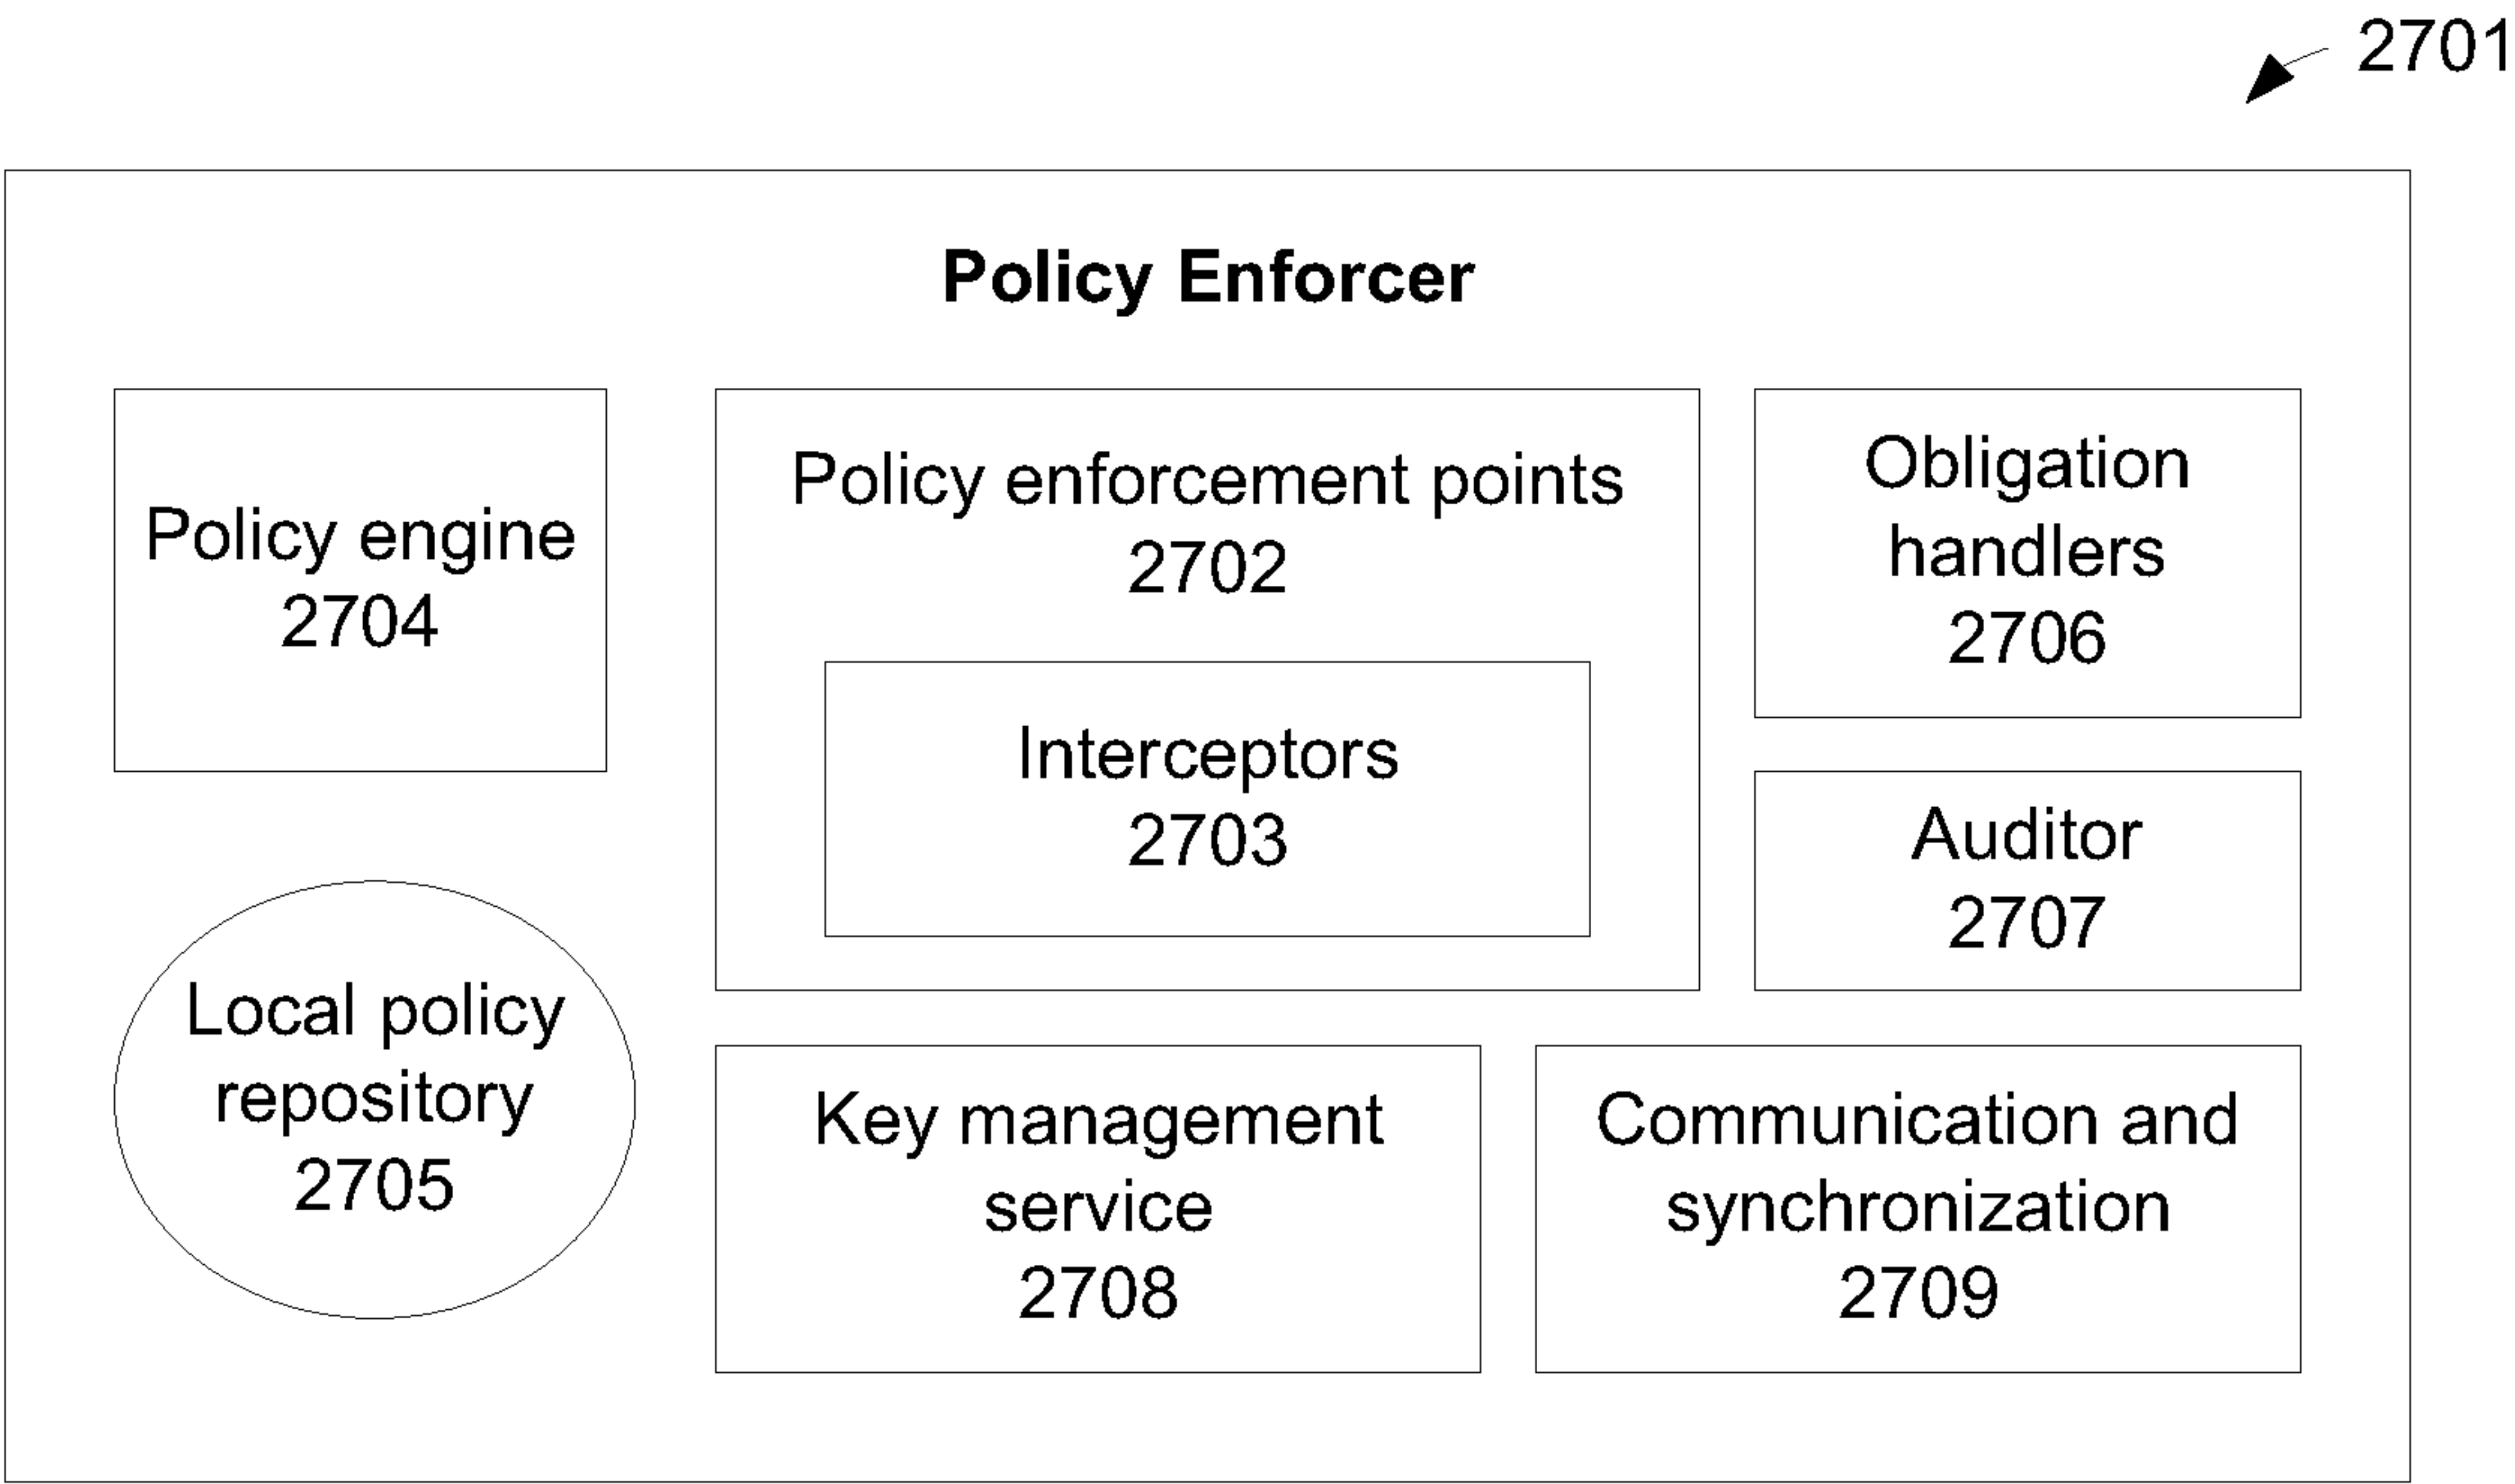 2701
Policy Enforcer
Policy engine
2704
Policy enforcement points
2702
Interceptors
2703
Obligation
handlers
2706
Auditor
2707
Local policy
repository
2705
Key management
service
2708
Communication and
synchronization
2709